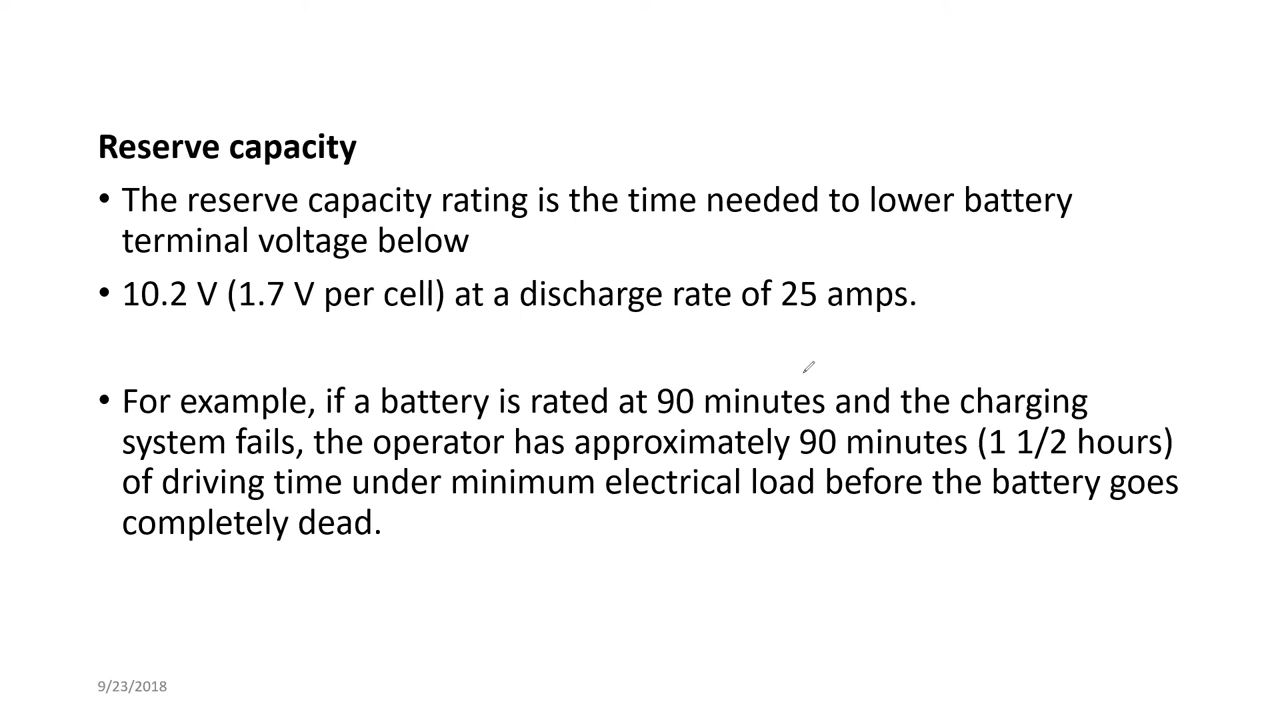 Reserve capacity
• The reserve capacity rating is the time needed to lower battery
terminal voltage below
• 10.2 V (1.7 V per cell) at a discharge rate of 25 amps.
• For example, if a battery is rated at 90 minutes and the charging
system fails, the operator has approximately 90 minutes (1 1/2 hours)
of driving time under minimum electrical load before the battery goes
completely dead.
9/23/2018